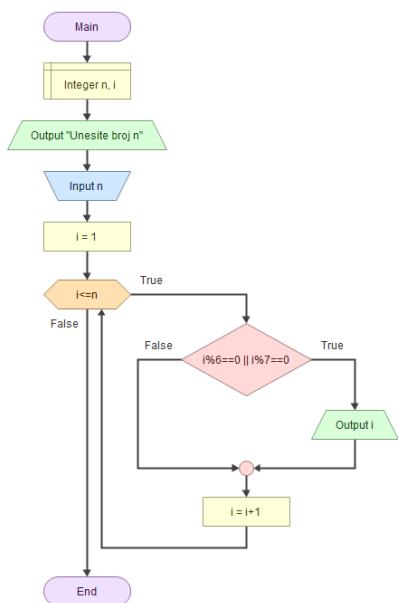 Main
Integer n, i
Output "Unesite broj n"
Input n
i = 1
i<=n
True
False
i%6==0 || i%7==0
False
True
Output i
i = i+1
End